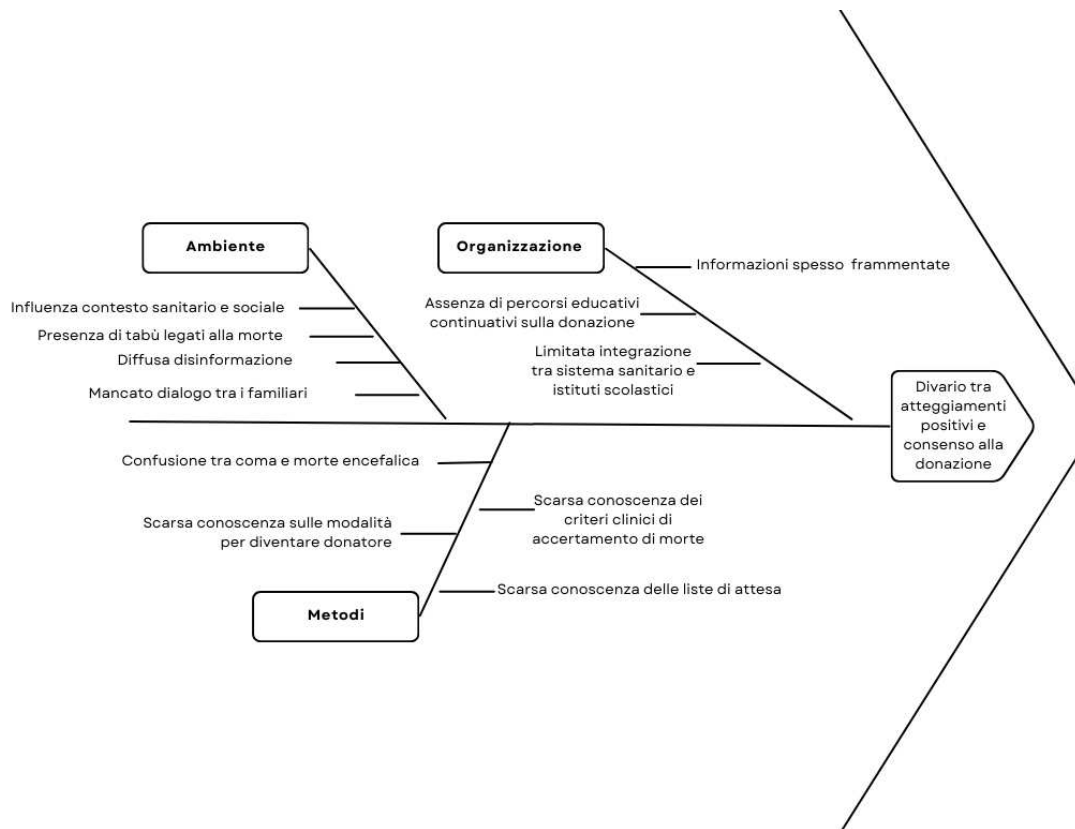 Ambiente
Influenza contesto sanitario e sociale
Presenza di tabù legati alla morte
Diffusa disinformazione
Mancato dialogo tra i familiari
Organizzazione
Informazioni spesso frammentate
Assenza di percorsi educativi
continuativi sulla donazione
Limitata integrazione
tra sistema sanitario e
istituti scolastici
Divario tra
atteggiamenti
positivi e
consenso alla
donazione
Confusione tra coma e morte encefalica
Scarsa conoscenza sulle modalità
per diventare donatore
Scarsa conoscenza dei
criteri clinici di
accertamento di morte
Scarsa conoscenza delle liste di attesa
Metodi